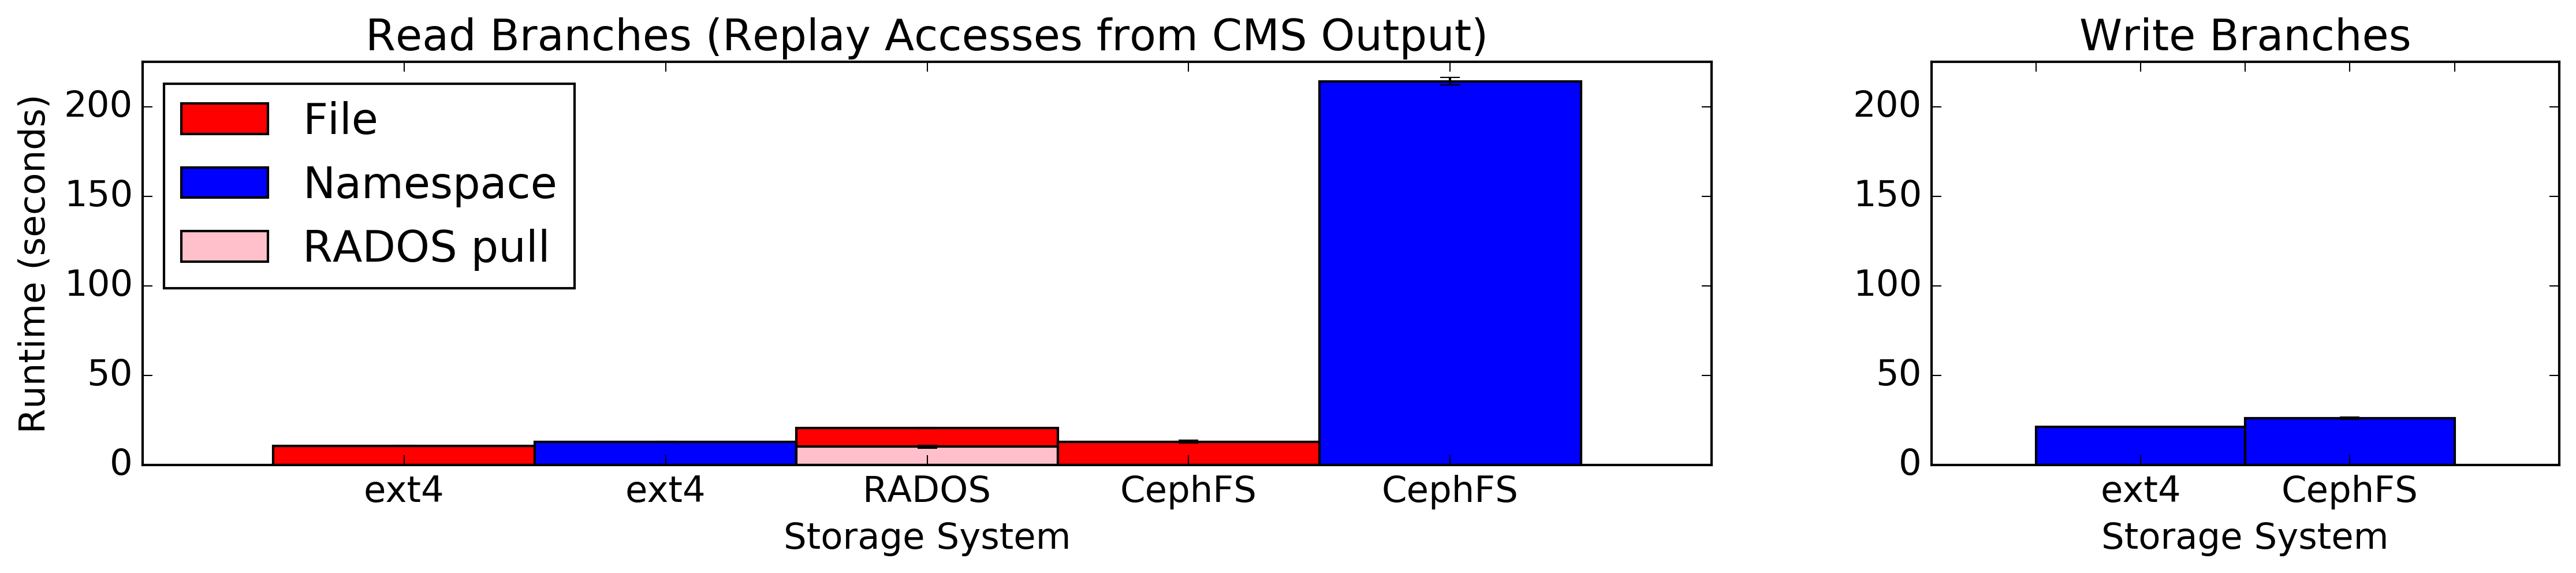 Read Branches (Replay Accesses from CMS Output)
Runtime (seconds)
200
150
100
50
0
File
Namespace
RADOS pull
ext4 ext4 RADOS CephFS CephFS
Storage System
Write Branches
200
150
100
50
0
ext4 CephFS
Storage System